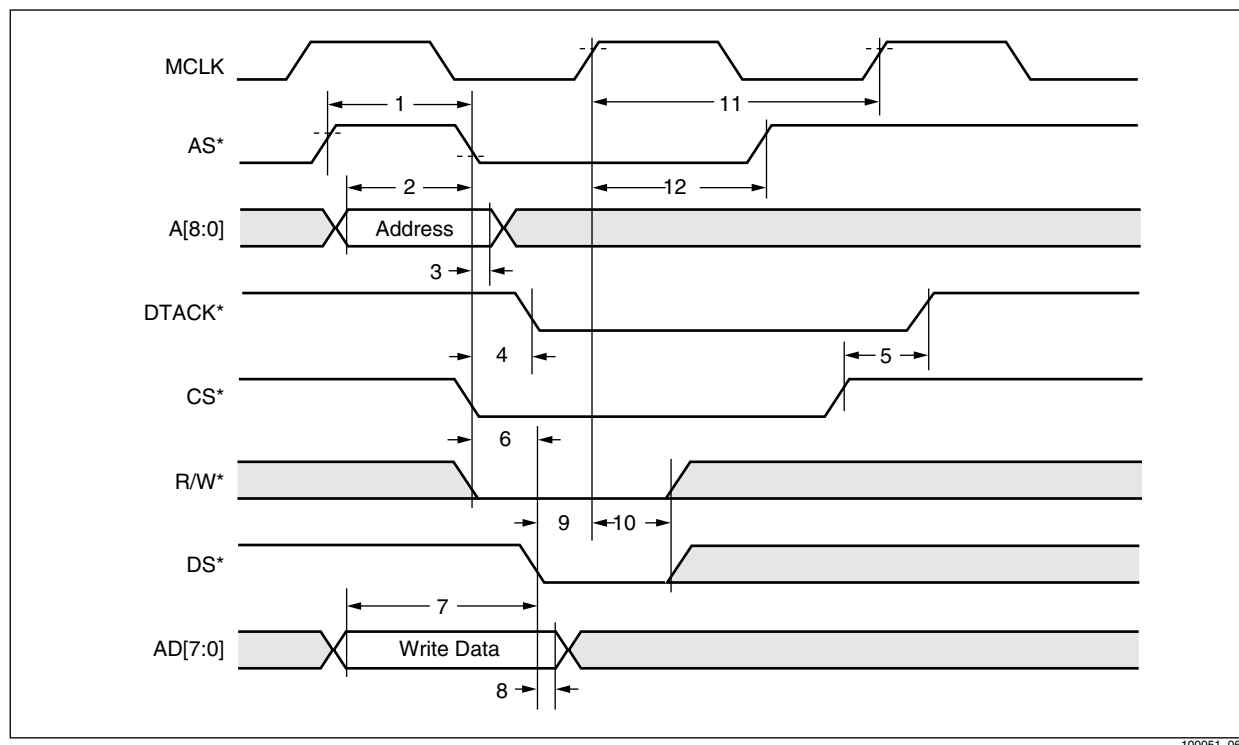 MCLK
1
11
AS*
2
12
A[8:0]
Address
3
DTACK*
4
5
CS*
6
R/W*
9
10
DS*
7
AD[7:0]
Write Data
8
100051_06